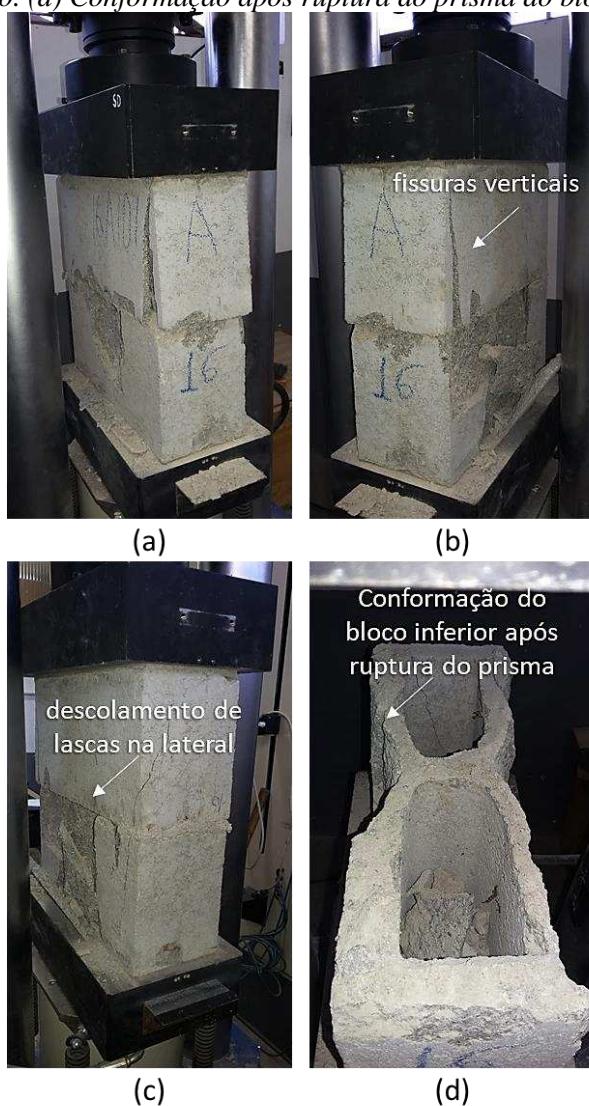 (a) Conformação após ruptura do prisma do blo
SD
A
16
(a)
fissuras verticais
A
16
(b)
descolamento de
lascas na lateral
(c)
Conformação do
bloco inferior após
ruptura do prisma
(d)